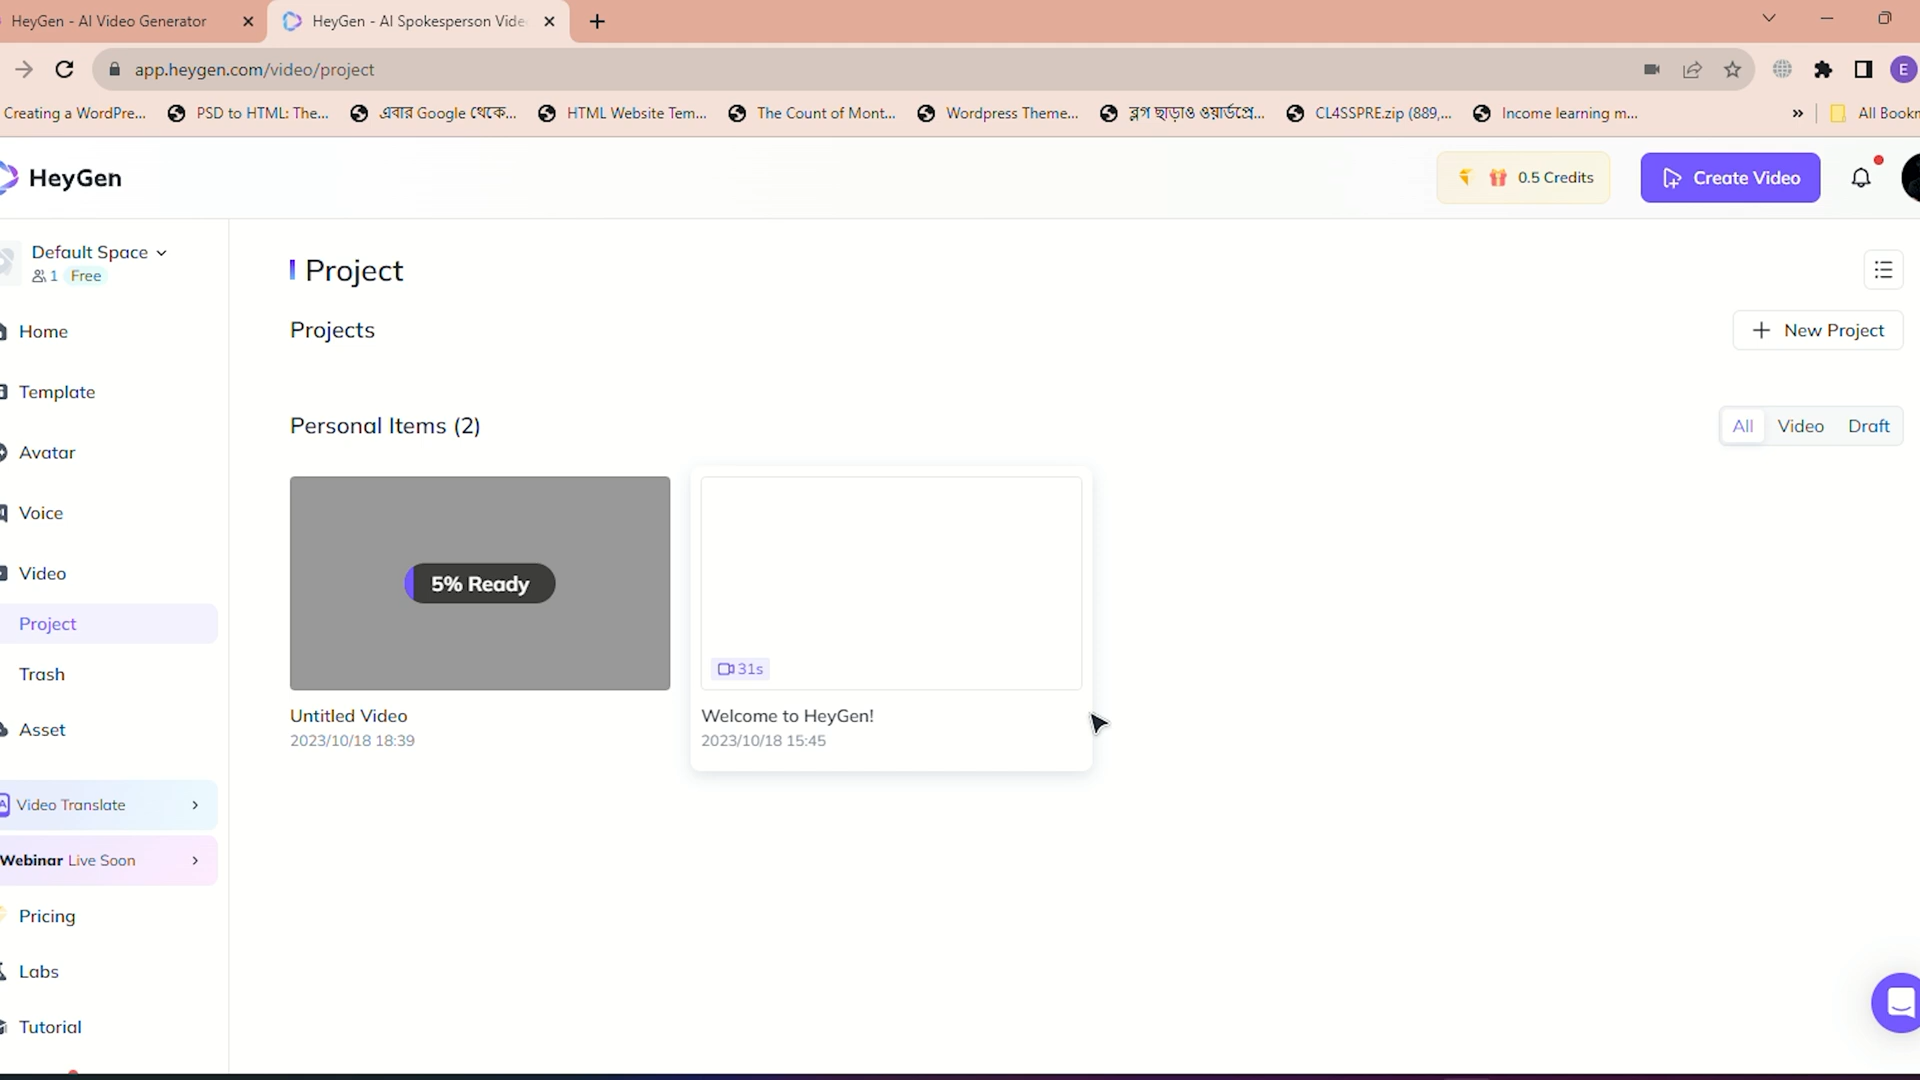 HeyGen - AI Video Generator
HeyGen - AI Spokesperson Vide
app.heygen.com/video/project
E
Creating a WordPre...
PSD to HTML: The...
এবার Google থেকে...
HTML Website Tem...
The Count of Mont...
Wordpress Theme...
ব্লগ ছাড়াও ওয়ার্ডপ্রে...
CL4SSPRE.zip (889,...
Income learning m...
»
All Bookm
HeyGen
0.5 Credits
Create Video
Default Space
1 Free
Home
Template
Avatar
Voice
Video
Project
Trash
Asset
Video Translate
Webinar Live Soon
Pricing
Labs
Tutorial
Project
Projects
New Project
Personal Items (2)
All Video Draft
5% Ready
Untitled Video
2023/10/18 18:39
31s
Welcome to HeyGen!
2023/10/18 15:45